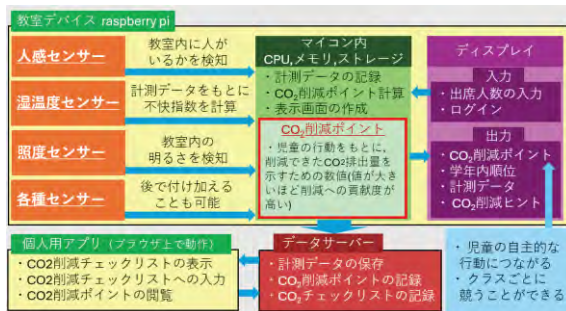 教室デバイス raspberry pi
人感センサー
教室内に人が
いるかを検知
湿温度センサー
計測データをもとに
不快指数を計算
照度センサー
教室内の
明るさを検知
各種センサー
後で付け加える
ことも可能
マイコン内
CPU,メモリ,ストレージ
・計測データの記録
・CO₂削減ポイント計算
・表示画面の作成
CO₂削減ポイント
・児童の行動をもとに、
削減できたCO²排出量を
示すための数値(値が大き
いほど削減への貢献度が
高い)
ディスプレイ
入力
・出席人数の入力
・ログイン
出力
・CO₂削減ポイント
・学年内順位
・計測データ
・CO₂削減ヒント
個人用アプリ（ブラウザ上で動作）
・CO2削減チェックリストの表示
・CO2削減チェックリストへの入力
・CO2削減ポイントの閲覧
データサーバー
・計測データの保存
・CO₂削減ポイントの記録
・CO₂チェックリストの記録
・児童の自主的な
行動につながる
・クラスごとに
競うことができる